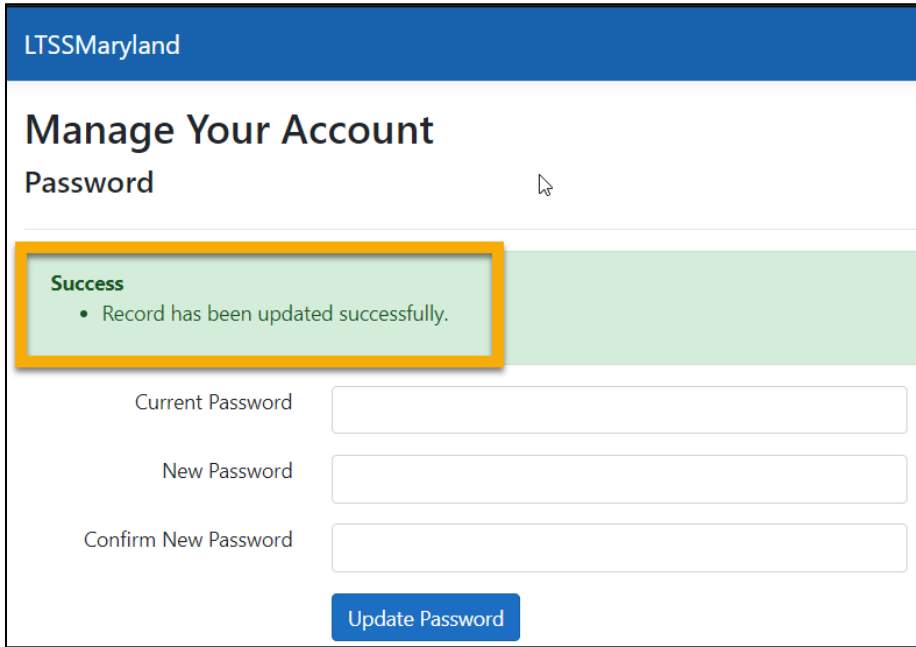 LTSSMaryland
Manage Your Account
Password
Success
• Record has been updated successfully.
Current Password
New Password
Confirm New Password
Update Password